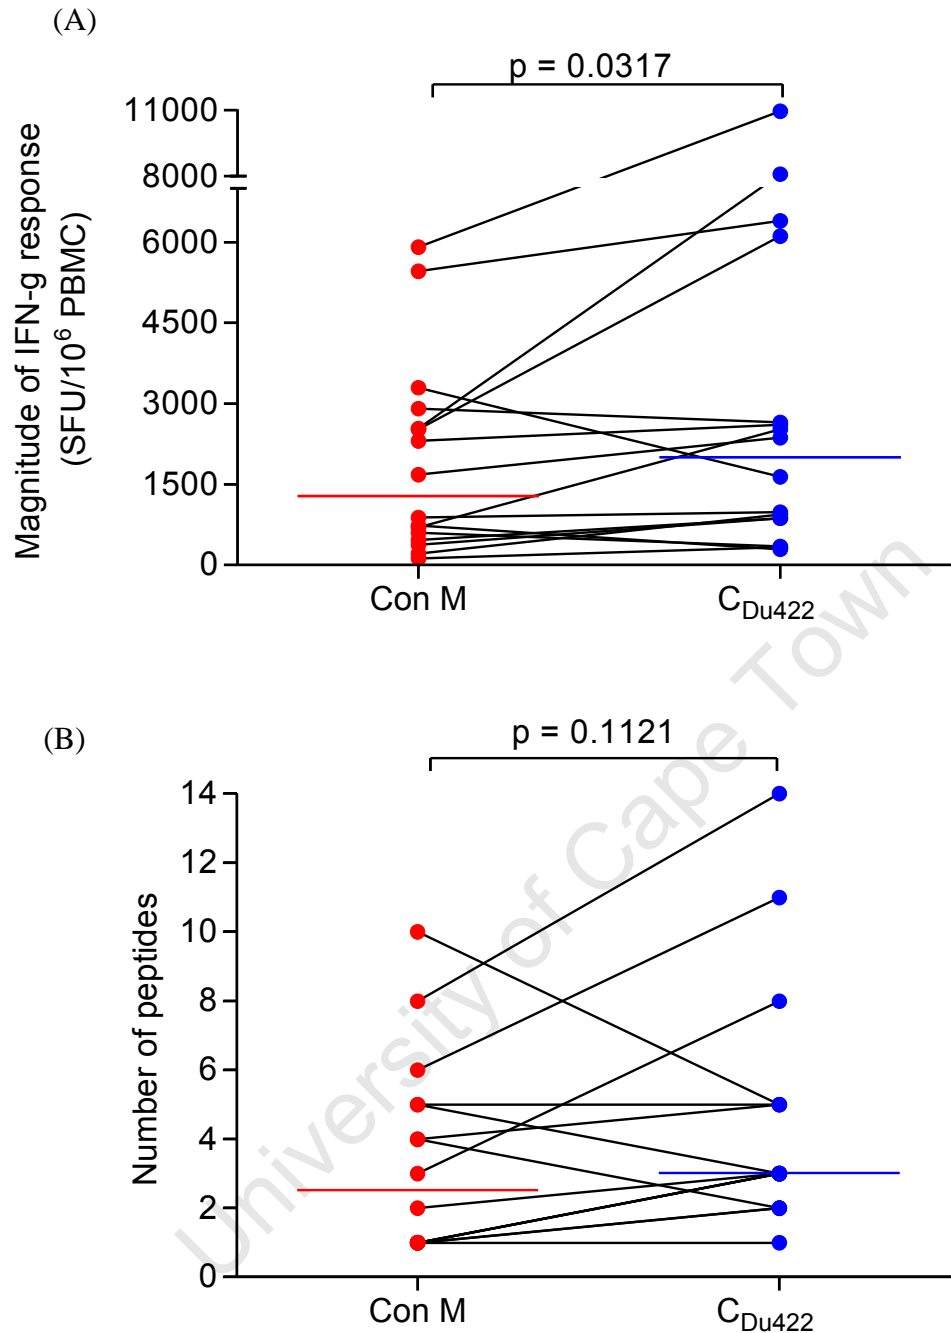 (A)
p = 0.0317
Magnitude of IFN-g response
(SFU/10⁶ PBMC)
11000
8000
6000
4500
3000
1500
0
Con M
C_Du422
(B)
p = 0.1121
Number of peptides
14
12
10
8
6
4
2
0
Con M
C_Du422
University of Cape Town